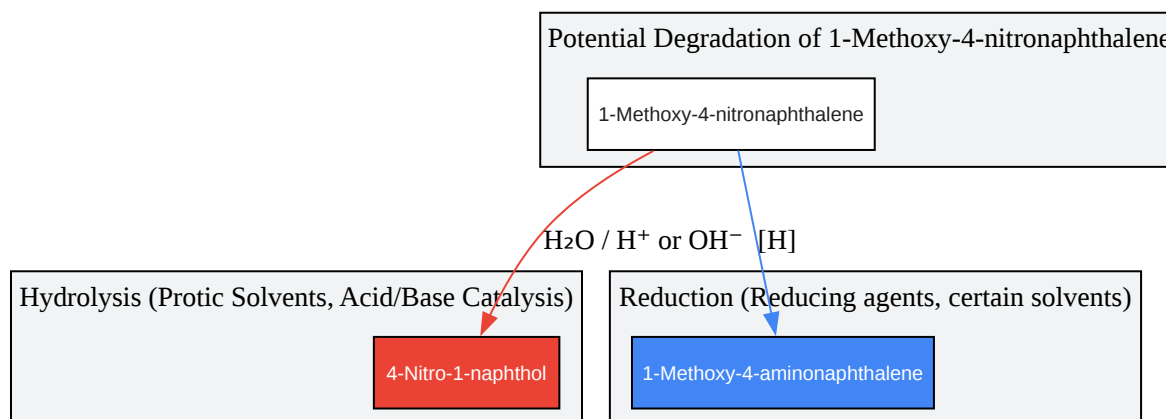 Potential Degradation of 1-Methoxy-4-nitronaphthalene
1-Methoxy-4-nitronaphthalene
H₂O / H⁺ or OH⁻
[H]
Hydrolysis (Protic Solvents, Acid/Base Catalysis)
Reduction (Reducing agents, certain solvents)
4-Nitro-1-naphthol
1-Methoxy-4-aminonaphthalene